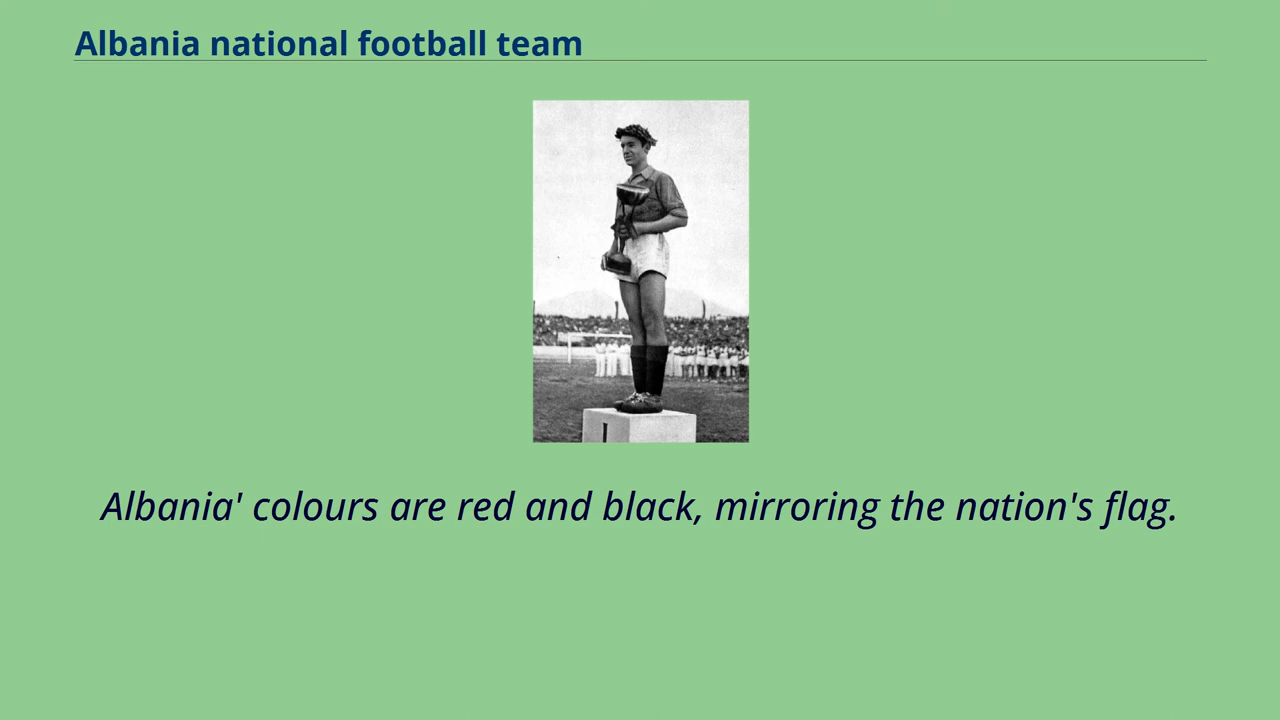 Albania national football team
Albania' colours are red and black, mirroring the nation's flag.